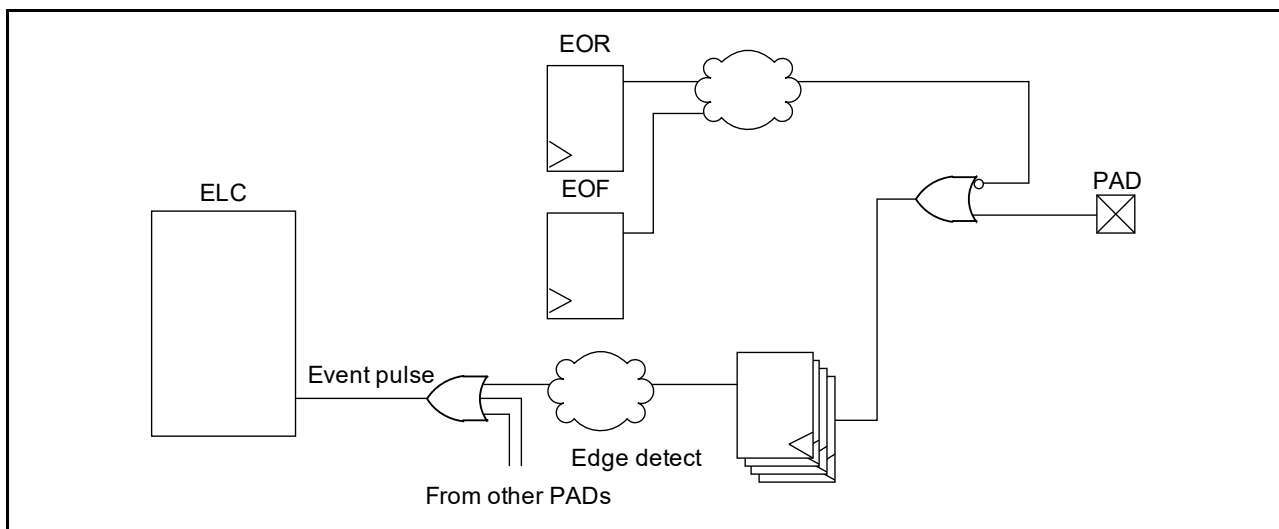 EOR
PAD
ELC
EOF
Event pulse
Edge detect
From other PADs